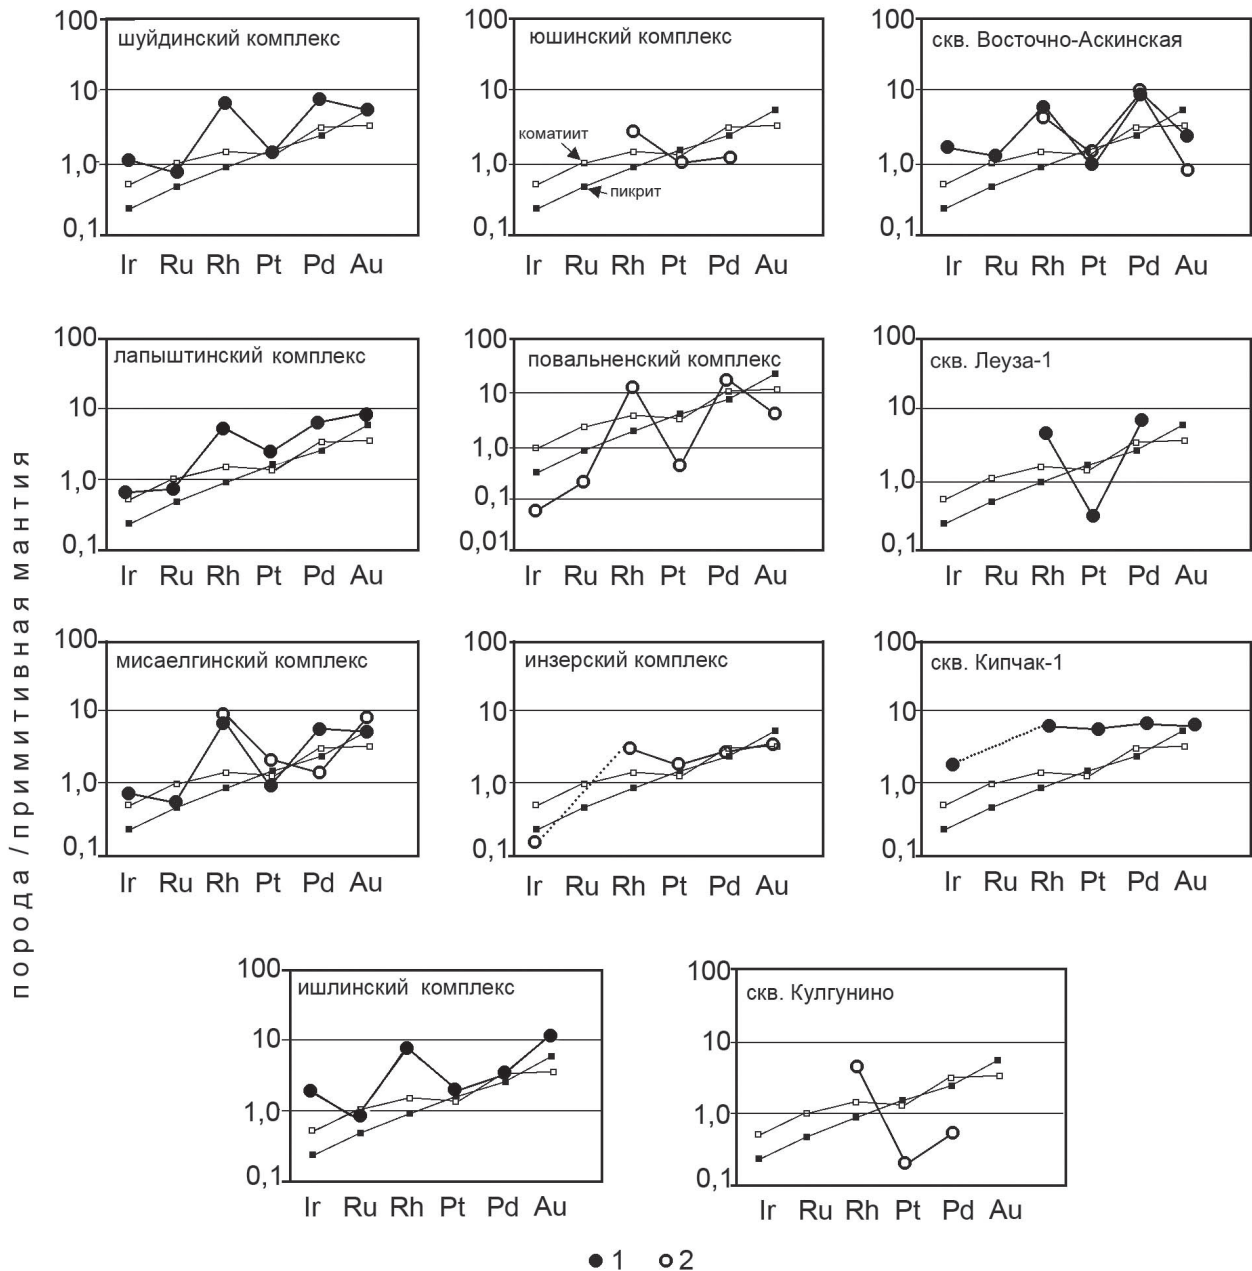 порода /примитивная мантия
шуйдинский комплекс
100
10
1,0
0,1
Ir Ru Rh Pt Pd Au
юшинский комплекс
100
10
1,0
0,1
коматиит
пикрит
Ir Ru Rh Pt Pd Au
скв. Восточно-Аскинская
100
10
1,0
0,1
Ir Ru Rh Pt Pd Au
лапыштинский комплекс
100
10
1,0
0,1
Ir Ru Rh Pt Pd Au
повальненский комплекс
100
10
1,0
0,1
0,01
Ir Ru Rh Pt Pd Au
скв. Леуза-1
100
10
1,0
0,1
Ir Ru Rh Pt Pd Au
мисаелгинский комплекс
100
10
1,0
0,1
Ir Ru Rh Pt Pd Au
инзерский комплекс
100
10
1,0
0,1
Ir Ru Rh Pt Pd Au
скв. Кипчак-1
100
10
1,0
0,1
Ir Ru Rh Pt Pd Au
ишлинский комплекс
100
10
1,0
0,1
Ir Ru Rh Pt Pd Au
скв. Кулгунино
100
10
1,0
0,1
Ir Ru Rh Pt Pd Au
1 2